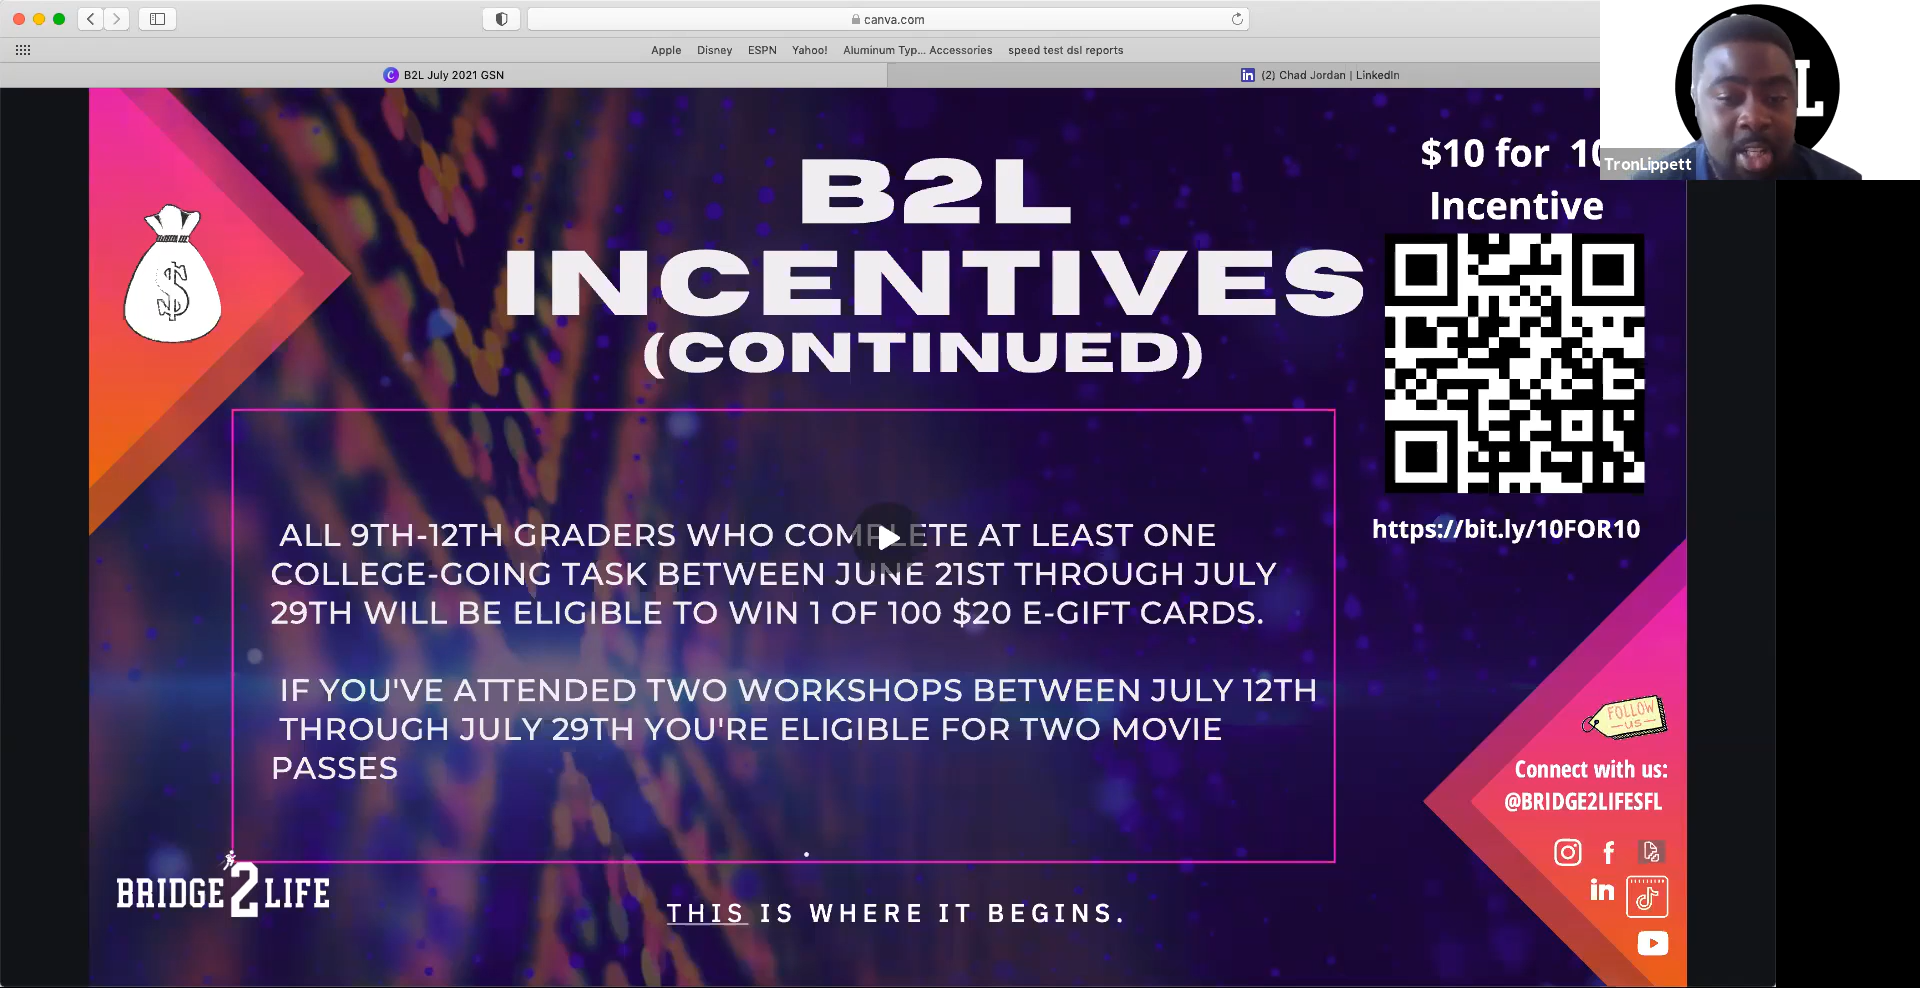 canva.com
Apple Disney ESPN Yahoo! Aluminum Typ... Accessories speed test dsl reports
B2L July 2021 GSN
(2) Chad Jordan | LinkedIn
TronLippett
$10 for 10
Incentive
B2L
INCENTIVES
(CONTINUED)
https://bit.ly/10FOR10
ALL 9TH-12TH GRADERS WHO COMPLETE AT LEAST ONE
COLLEGE-GOING TASK BETWEEN JUNE 21ST THROUGH JULY
29TH WILL BE ELIGIBLE TO WIN 1 OF 100 $20 E-GIFT CARDS.
IF YOU'VE ATTENDED TWO WORKSHOPS BETWEEN JULY 12TH
THROUGH JULY 29TH YOU'RE ELIGIBLE FOR TWO MOVIE
PASSES
FOLLOW
US
Connect with us:
@BRIDGE2LIFESFL
BRIDGE 2 LIFE
THIS IS WHERE IT BEGINS.